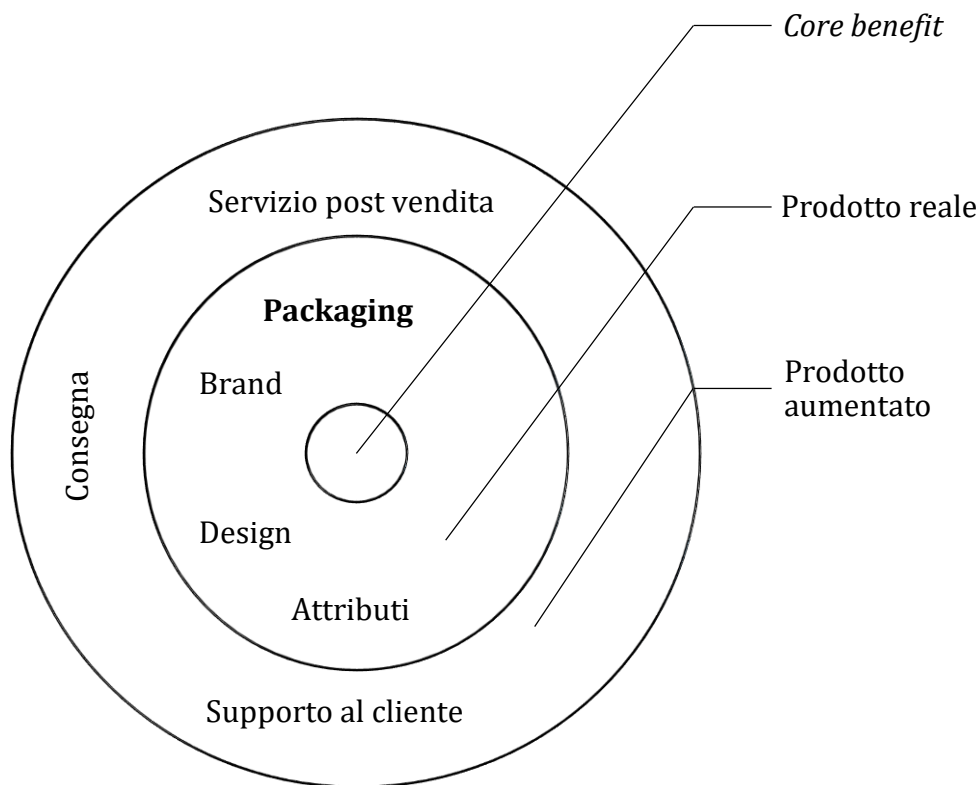 Core benefit
Servizio post vendita
Prodotto reale
Packaging
Brand
Consegna
Prodotto
aumentato
Design
Attributi
Supporto al cliente